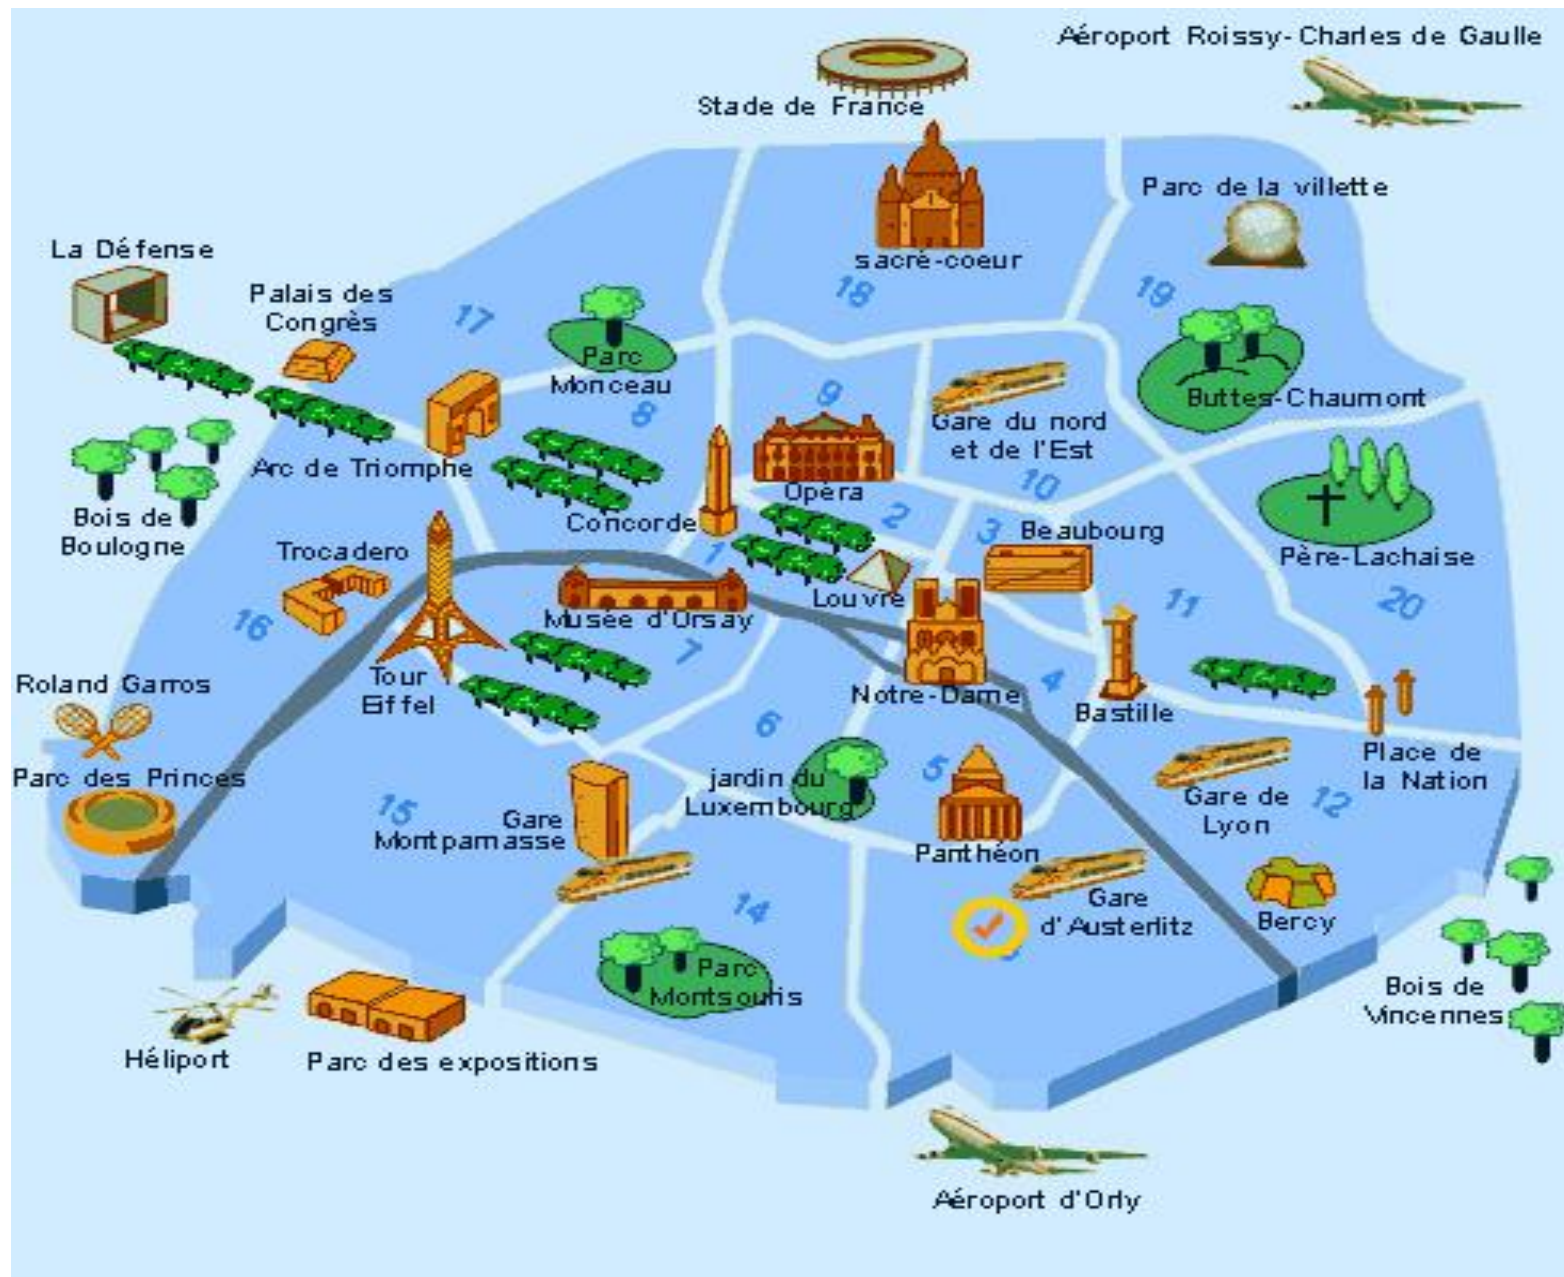 Aéroport Roissy-Charles de Gaulle
Stade de France
Parc de la villette
La Défense
sacré-coeur
18
19
Palais des
Congrès
17
Parc
Monceau
8
9
Buttes-Chaumont
Gare du nord
et de l'Est
10
Arc de Triomphe
Opéra
Concorde
2
3
Beaubourg
Bois de
Boulogne
Trocadero
1
Père-Lachaise
Louvre
11
20
16
Musée d'Orsay
7
Tour
Eiffel
Roland Garros
Notre-Dame
4
Bastille
6
5
Place de
la Nation
Parc des Princes
jardin du
Luxembourg
15
Gare
Montparnasse
Gare de
Lyon
12
Panthéon
14
Gare
d'Austerlitz
Bercy
Parc
Montsouris
Bois de
Vincennes
Héliport
Parc des expositions
Aéroport d'Orly